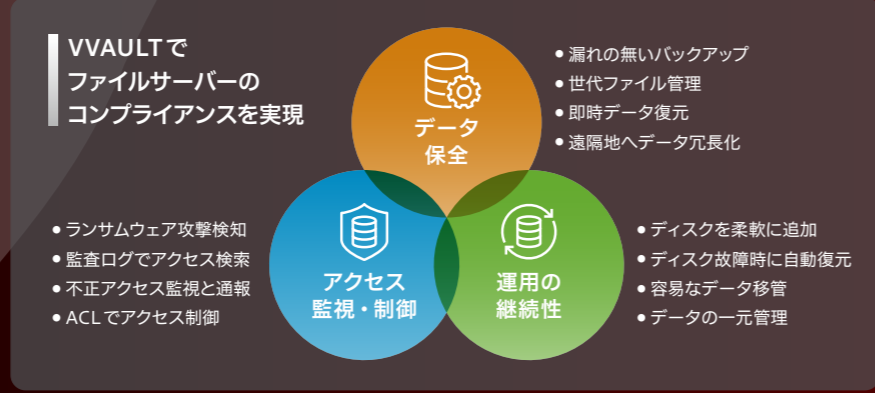 VVAULTで
ファイルサーバーの
コンプライアンスを実現
データ
保全
● 漏れの無いバックアップ
● 世代ファイル管理
● 即時データ復元
● 遠隔地へデータ冗長化
● ランサムウェア攻撃検知
● 監査ログでアクセス検索
● 不正アクセス監視と通報
● ACLでアクセス制御
アクセス
監視・制御
運用の
継続性
● ディスクを柔軟に追加
● ディスク故障時に自動復元
● 容易なデータ移管
● データの一元管理